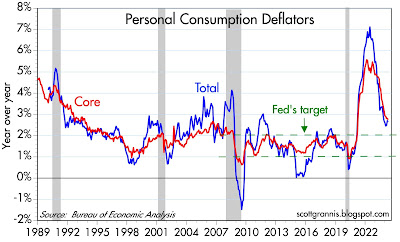 Personal Consumption Deflators
8%
7%
6%
5%
4%
3%
2%
1%
0%
-1%
-2%
Year over year
Core
Total
Fed's target
Source: Bureau of Economic Analysis
scottgrannis.blogspot.com
1989 1992 1995 1998 2001 2004 2007 2010 2013 2016 2019 2022